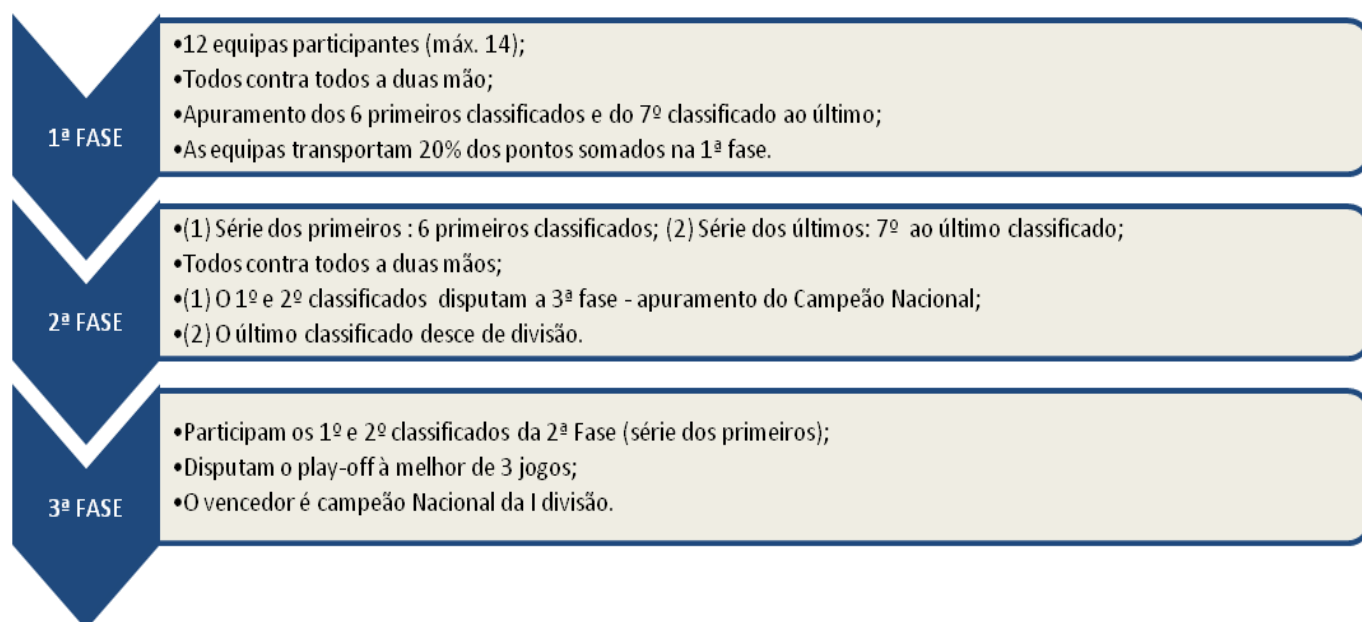 1ª FASE
•12 equipas participantes (máx. 14);
•Todos contra todos a duas mão;
•Apuramento dos 6 primeiros classificados e do 7º classificado ao último;
•As equipas transportam 20% dos pontos somados na 1ª fase.
2ª FASE
•(1) Série dos primeiros : 6 primeiros classificados; (2) Série dos últimos: 7º ao último classificado;
•Todos contra todos a duas mãos;
•(1) O 1º e 2º classificados disputam a 3ª fase - apuramento do Campeão Nacional;
•(2) O último classificado desce de divisão.
3ª FASE
•Participam os 1º e 2º classificados da 2ª Fase (série dos primeiros);
•Disputam o play-off à melhor de 3 jogos;
•O vencedor é campeão Nacional da I divisão.